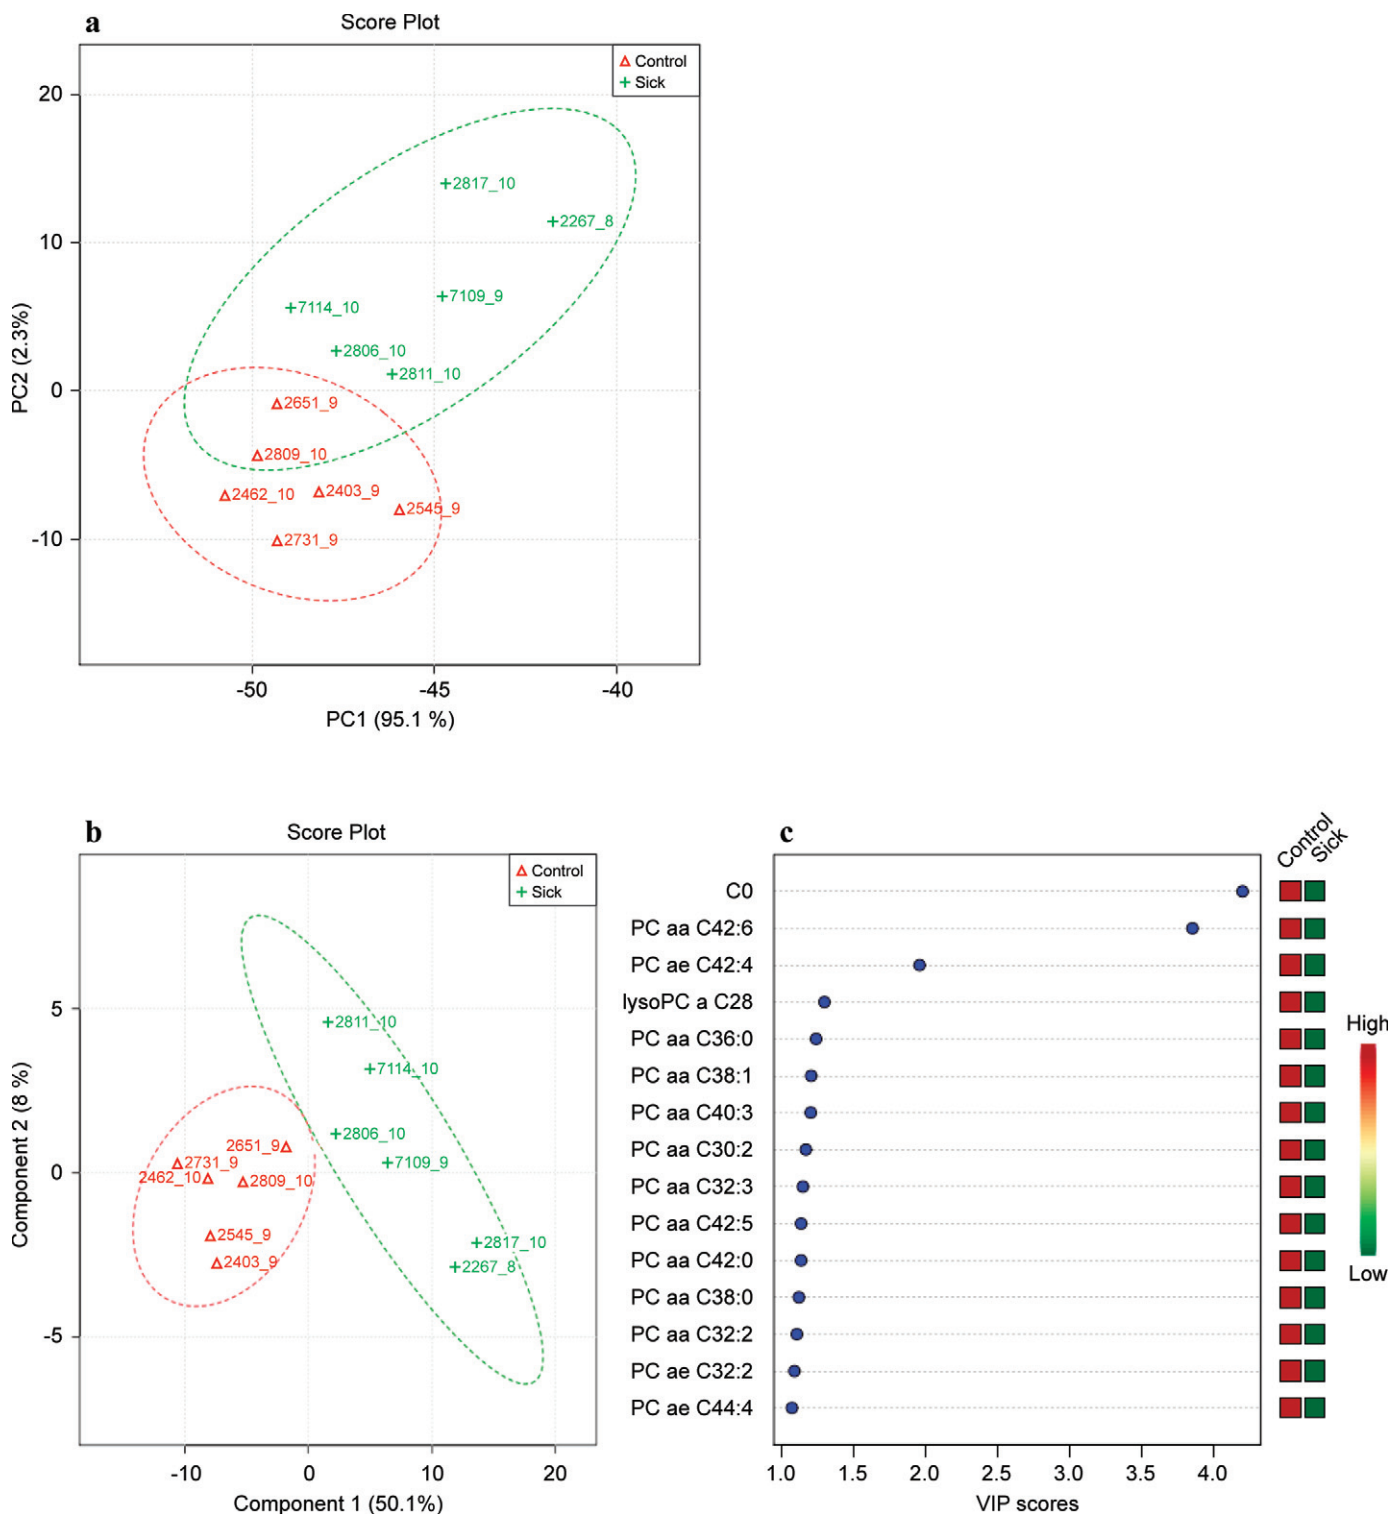 a
Score Plot
Control
Sick
20
10
0
-10
PC2 (2.3%)
2817_10
2267_8
7109_9
7114_10
2806_10
2811_10
2651_9
2809_10
2462_10
2403_9
2545_9
2731_9
-50
-45
-40
PC1 (95.1 %)
b
Score Plot
Control
Sick
5
0
-5
Component 2 (8 %)
2811_10
7114_10
2806_10
7109_9
2651_9
2731_9
2462_10
2809_10
2545_9
2403_9
2817_10
2267_8
-10
0
10
20
Component 1 (50.1%)
c
Control
Sick
C0
PC aa C42:6
PC ae C42:4
lysoPC a C28
PC aa C36:0
PC aa C38:1
PC aa C40:3
PC aa C30:2
PC aa C32:3
PC aa C42:5
PC aa C42:0
PC aa C38:0
PC aa C32:2
PC ae C32:2
PC ae C44:4
1.0
1.5
2.0
2.5
3.0
3.5
4.0
VIP scores
High
Low